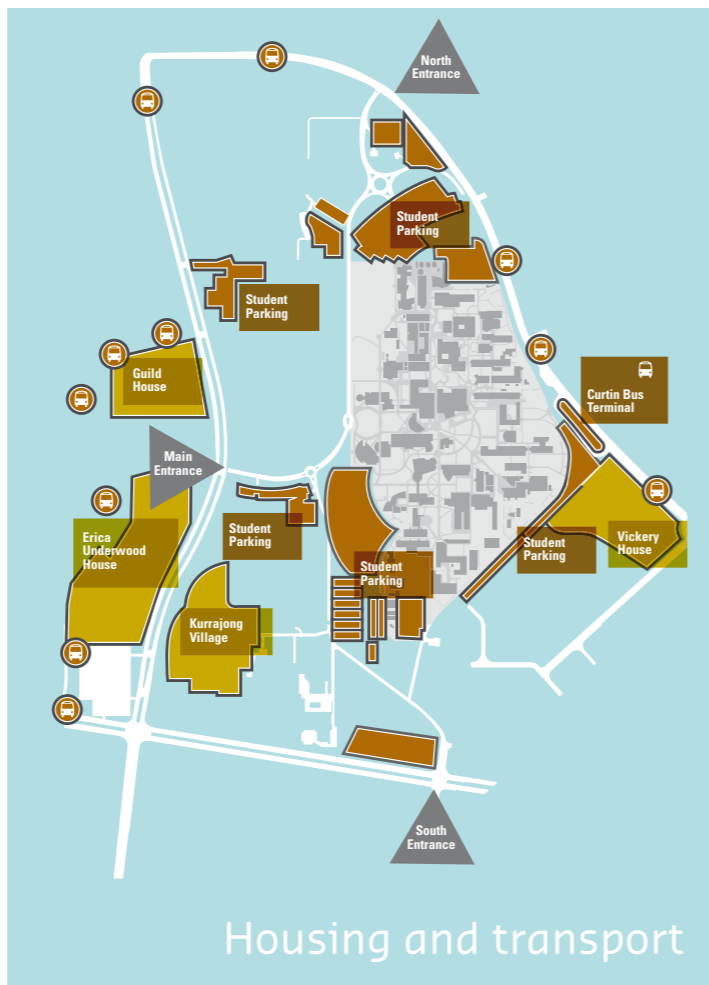 North
Entrance
Student
Parking
Student
Parking
Guild
House
Curtin Bus
Terminal
Main
Entrance
Erica
Underwood
House
Student
Parking
Student
Parking
Student
Parking
Vickery
House
Kurrajong
Village
South
Entrance
Housing and transport